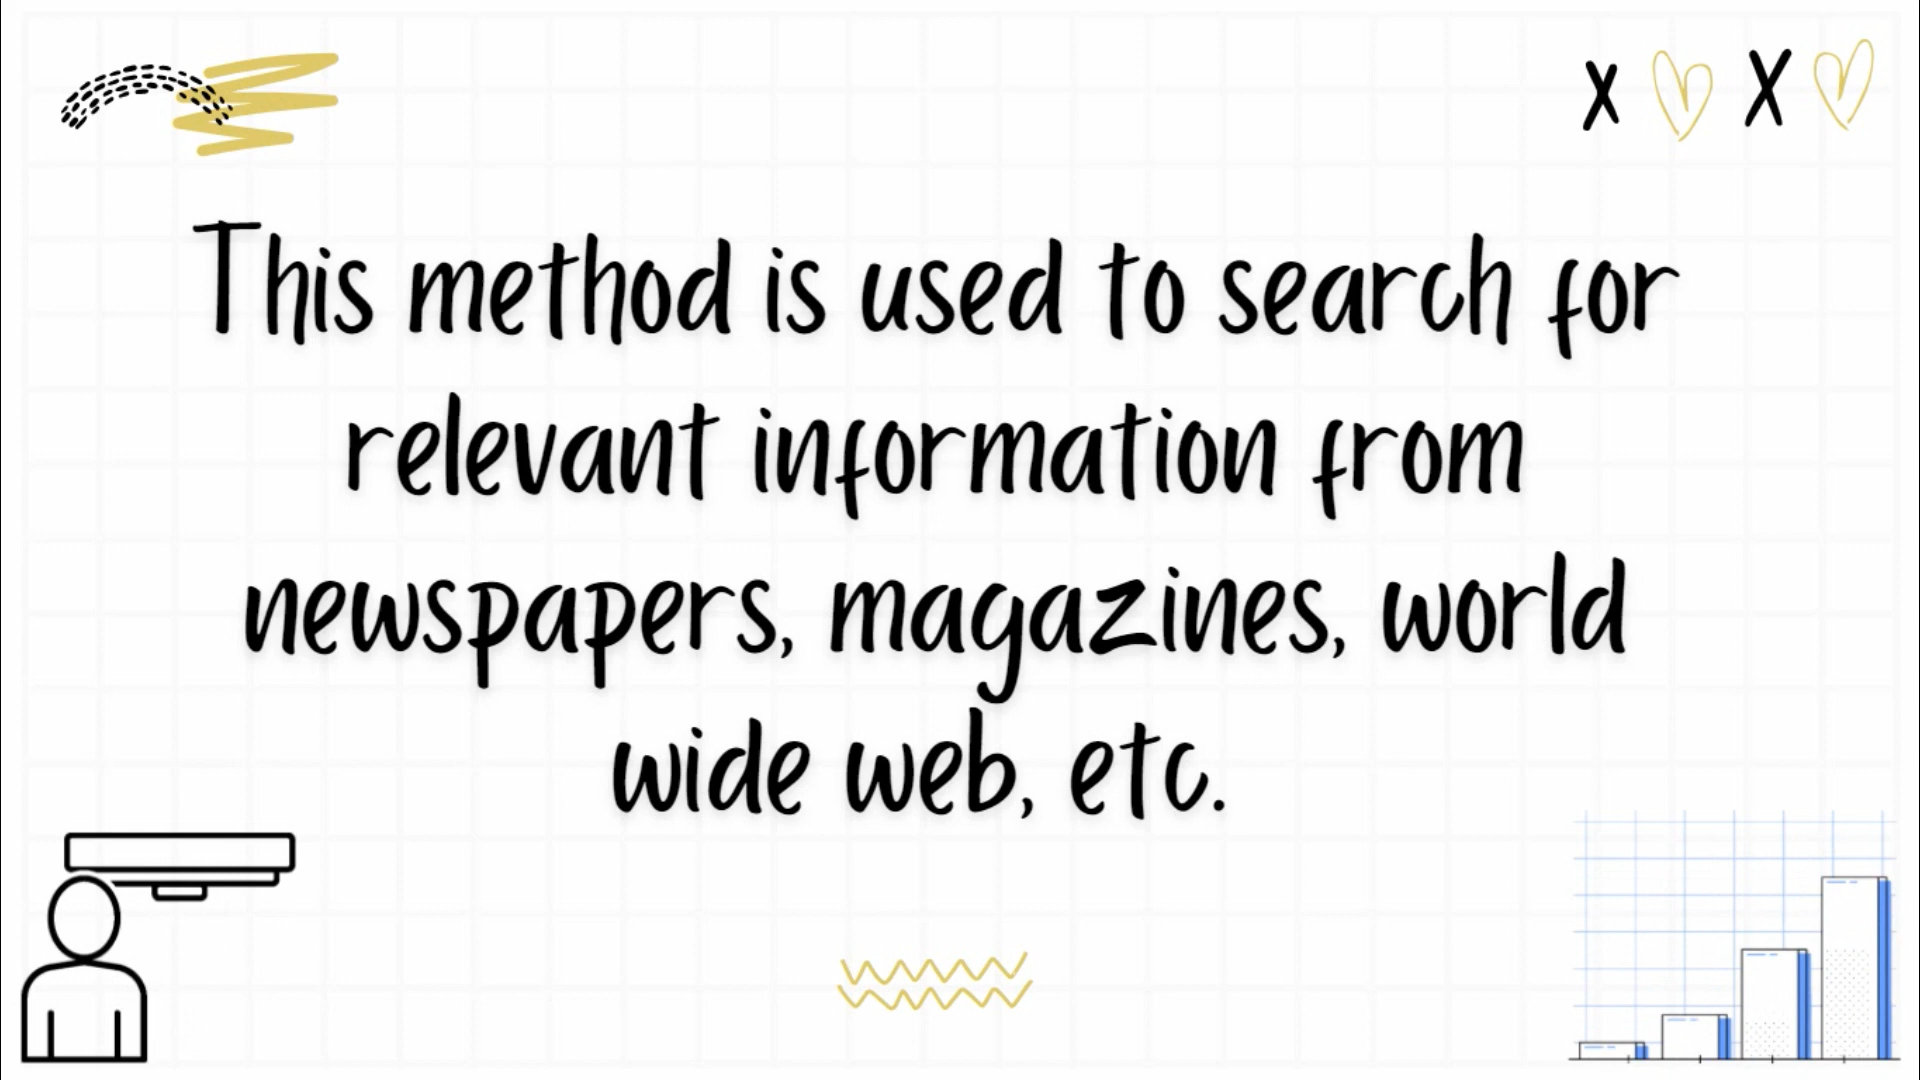 X X
This method is used to search for
relevant information from
newspapers, magazines, world
wide web, etc.